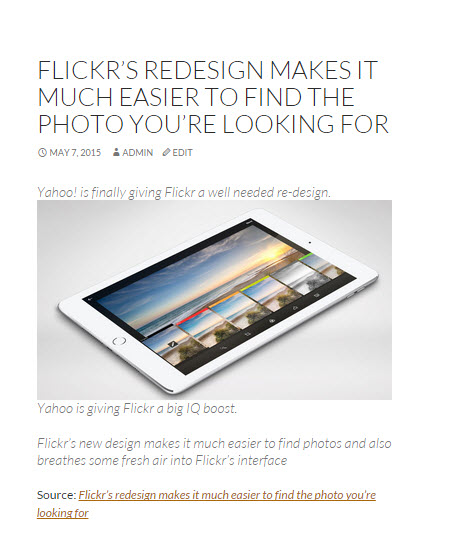 FLICKR’S REDESIGN MAKES IT
MUCH EASIER TO FIND THE
PHOTO YOU’RE LOOKING FOR
MAY 7, 2015 ADMIN EDIT
Yahoo! is finally giving Flickr a well needed re-design.
Yahoo is giving Flickr a big IQ boost.
Flickr’s new design makes it much easier to find photos and also
breathes some fresh air into Flickr’s interface
Source: Flickr’s redesign makes it much easier to find the photo you’re
looking for